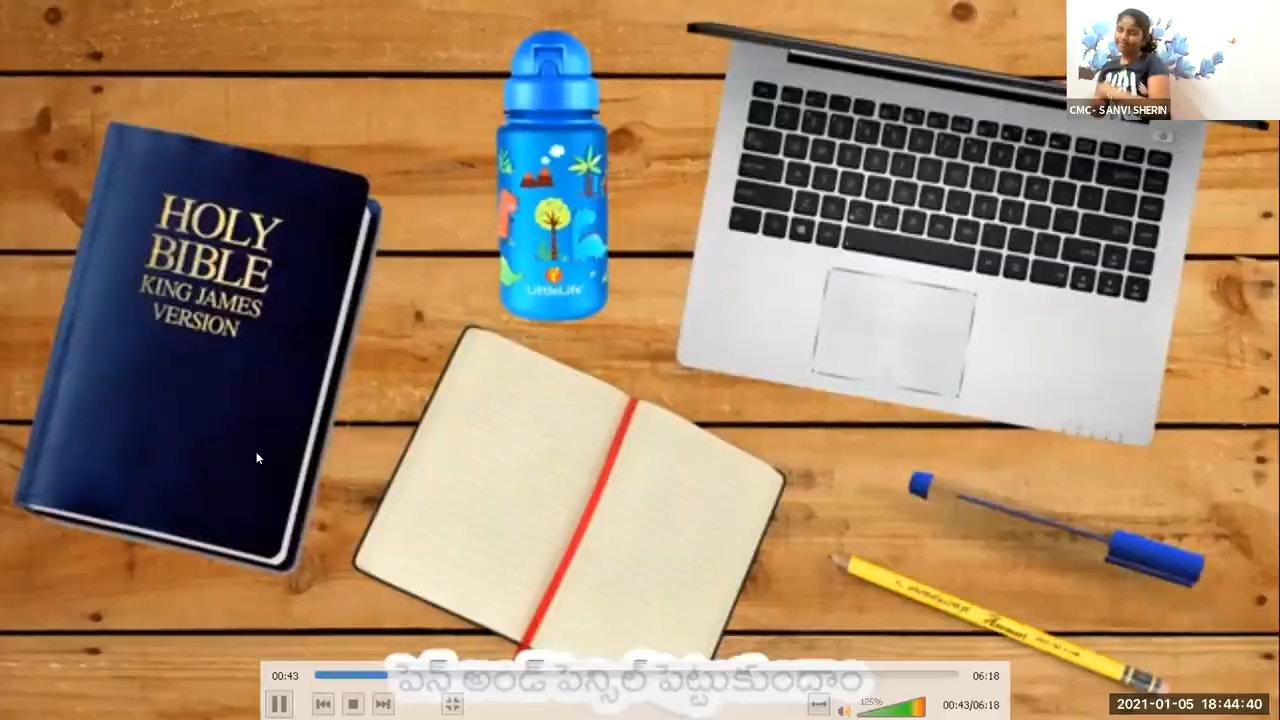 CMC- SANVI SHERIN
HOLY
BIBLE
KING JAMES
VERSION
LittleLife
పెన్ అండ్ పెన్సిల్ పెట్టుకుందాం
00:43
06:18
125%
00:43/06:18
2021-01-05 18:44:40